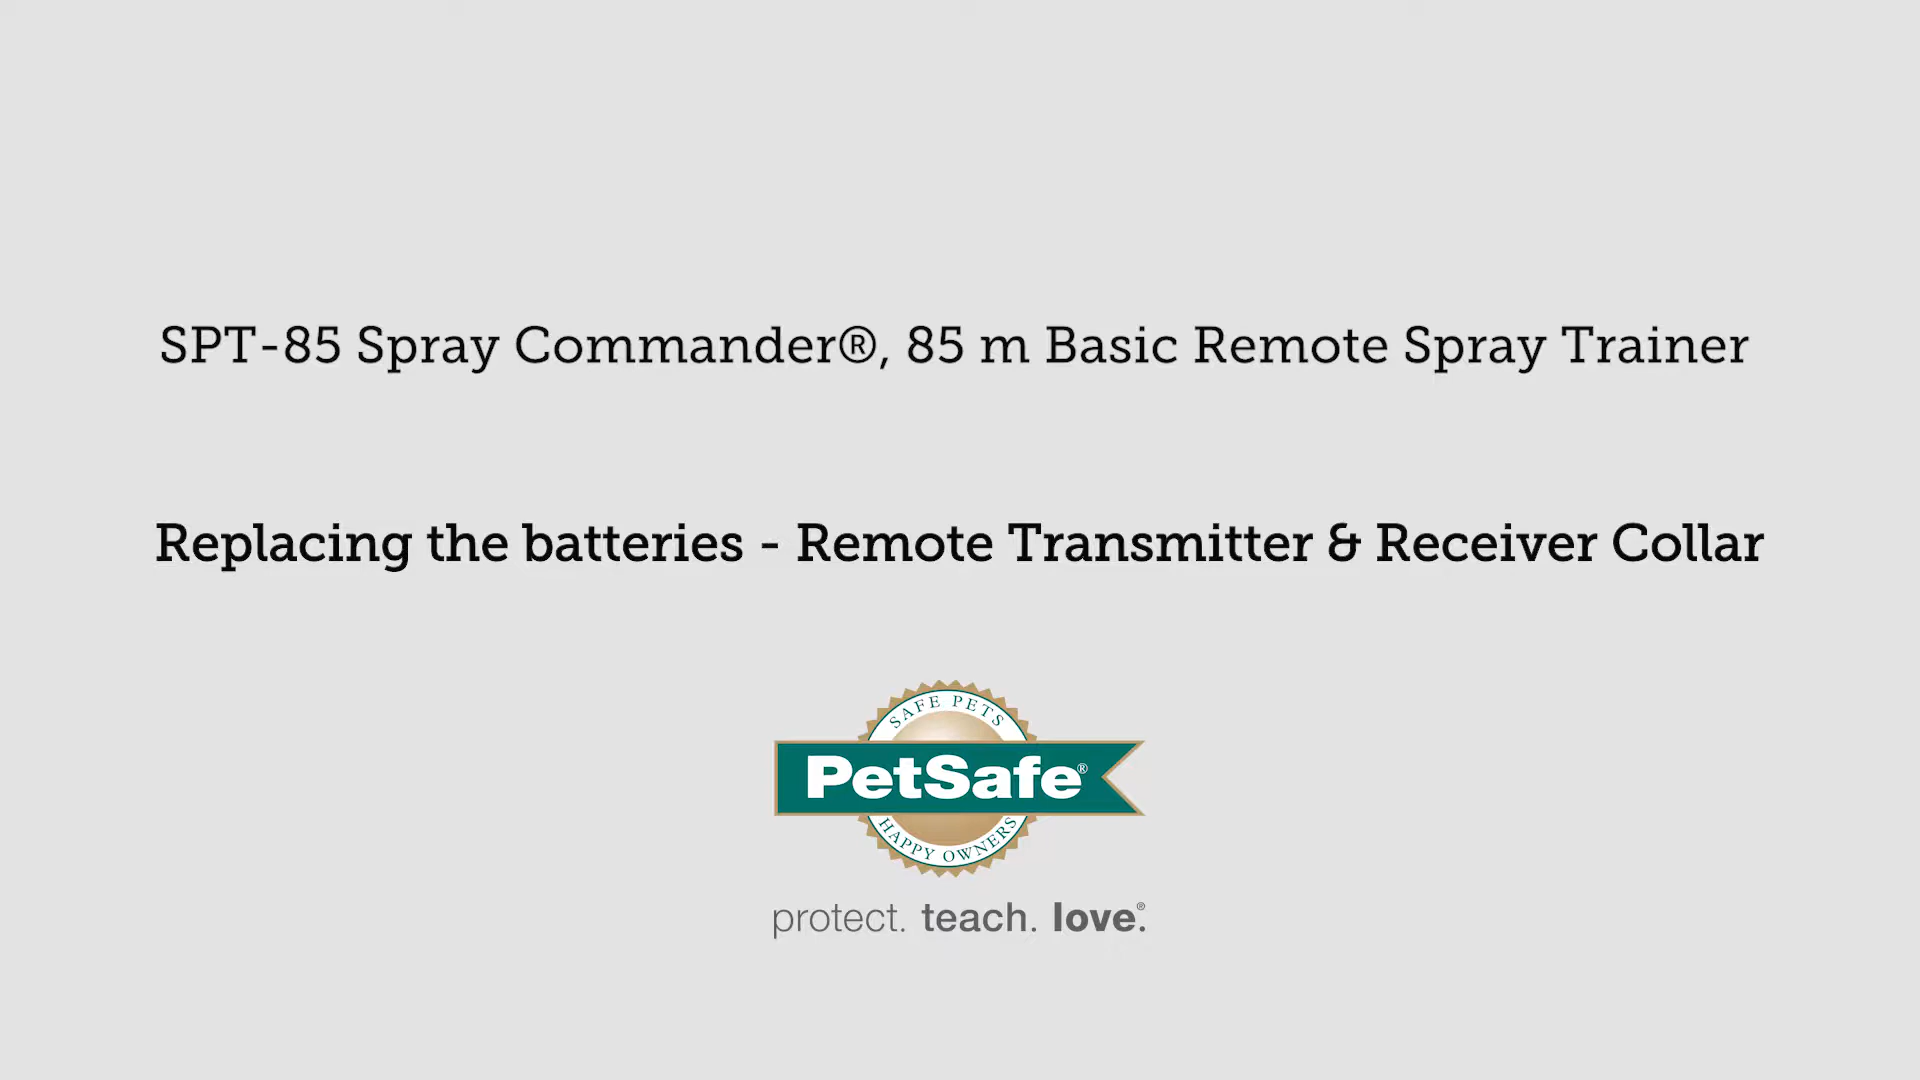 SPT-85 Spray Commander®, 85 m Basic Remote Spray Trainer
Replacing the batteries - Remote Transmitter & Receiver Collar
SAFE PETS
PetSafe®
HAPPY OWNERS
protect. teach. love.®